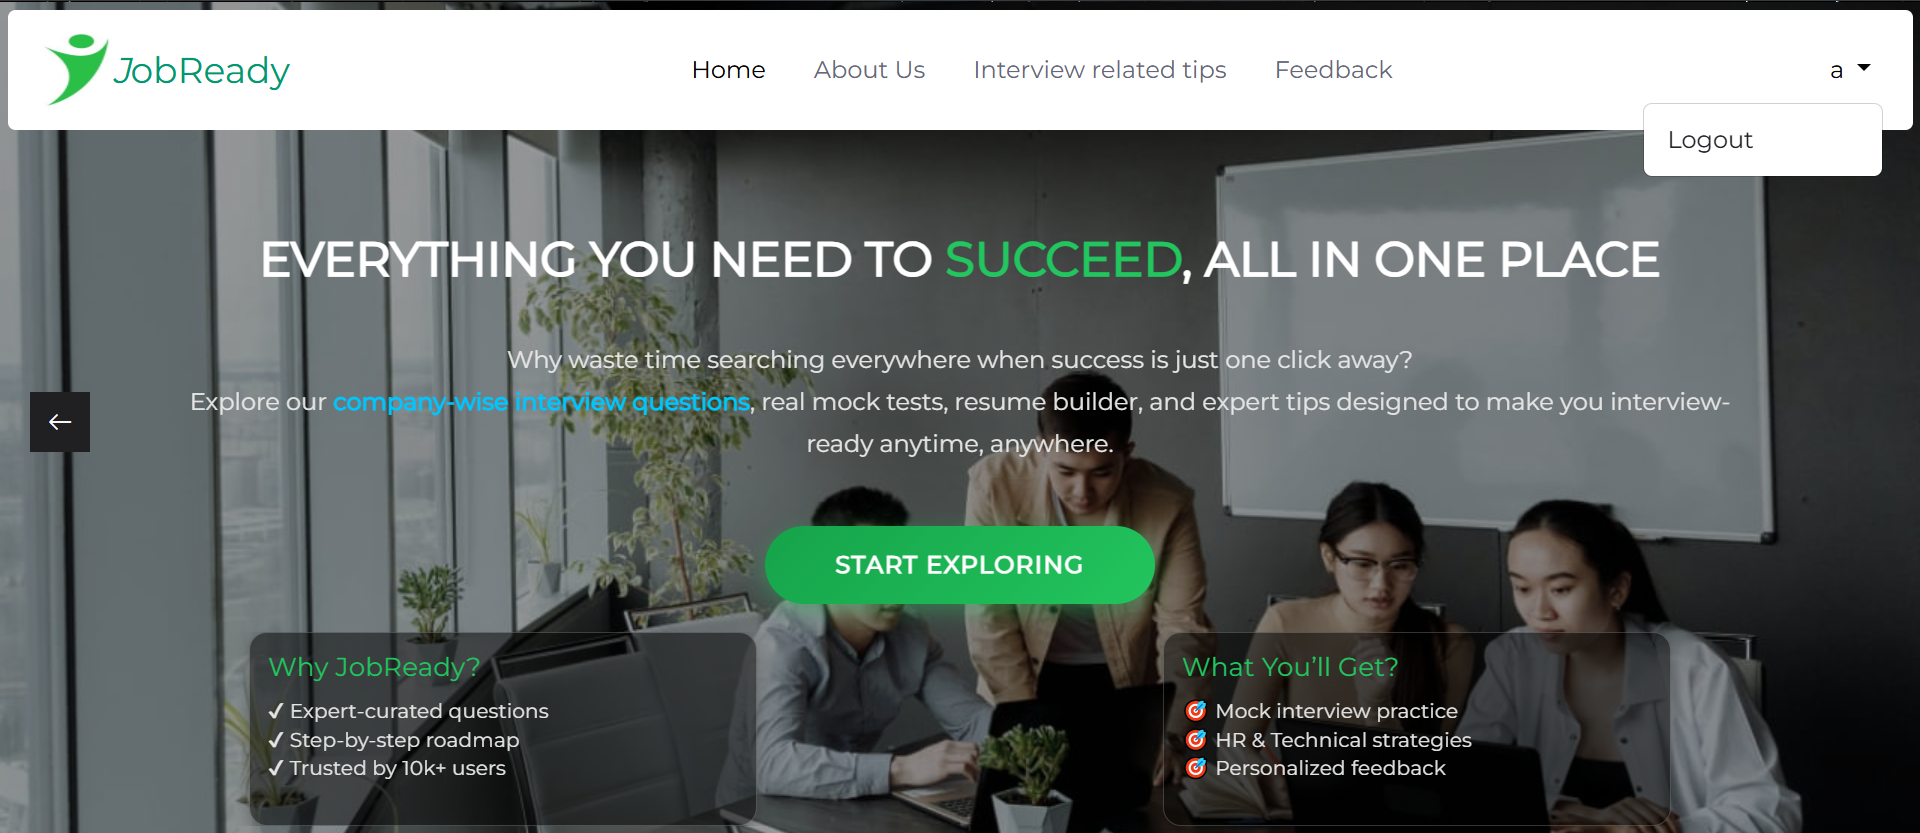 JobReady
Home About Us Interview related tips Feedback
a
Logout
EVERYTHING YOU NEED TO SUCCEED, ALL IN ONE PLACE
Why waste time searching everywhere when success is just one click away?
Explore our company-wise interview questions, real mock tests, resume builder, and expert tips designed to make you interview-
ready anytime, anywhere.
START EXPLORING
Why JobReady?
✓ Expert-curated questions
✓ Step-by-step roadmap
✓ Trusted by 10k+ users
What You’ll Get?
🎯 Mock interview practice
🎯 HR & Technical strategies
🎯 Personalized feedback